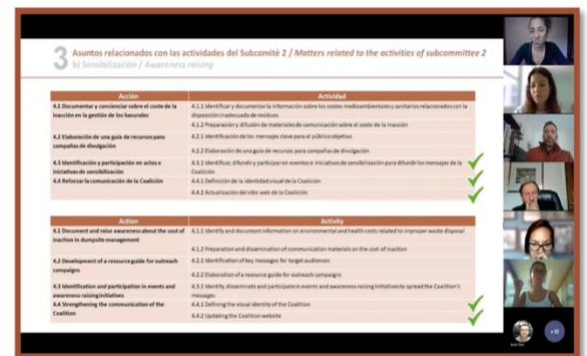 3
Asuntos relacionados con las actividades del Subcomité 2 / Matters related to the activities of subcommittee 2
b) Sensibilización / Awareness raising
Acción Actividad
4.1 Documentar y concienciar sobre el coste de la 4.1.1 Identificar y documentar la información sobre los costes medioambientales y sanitarios relacionados con la
inacción en la gestión de los basurales disposición inadecuada de residuos
4.1.2 Preparación y difusión de materiales de comunicación sobre el coste de la inacción
4.2 Elaboración de una guía de recursos para 4.2.1 Identificación de los mensajes clave para el público objetivo
campañas de divulgación
4.2.2 Elaboración de una guía de recursos para campañas de divulgación
4.3 Identificación y participación en actos e 4.3.1 Identificar, difundir y participar en eventos e iniciativas de sensibilización para difundir los mensajes de la
iniciativas de sensibilización Coalición
4.4 Reforzar la comunicación de la Coalición 4.4.1 Definición de la identidad visual de la Coalición
4.4.2 Actualización del sitio web de la Coalición
Action Activity
4.1 Document and raise awareness about the cost of 4.1.1 Identify and document information on environmental and health costs related to improper waste disposal
inaction in dumpsite management
4.1.2 Preparation and dissemination of communication materials on the cost of inaction
4.2 Development of a resource guide for outreach 4.2.1 Identification of key messages for target audiences
campaigns
4.2.2 Elaboration of a resource guide for outreach campaigns
4.3 Identification and participation in events and 4.3.1 Identify, disseminate and participate in events and awareness-raising initiatives to spread the Coalition's
awareness raising initiatives messages
4.4 Strengthening the communication of the 4.4.1 Defining the visual identity of the Coalition
Coalition 4.4.2 Updating the Coalition website
+10